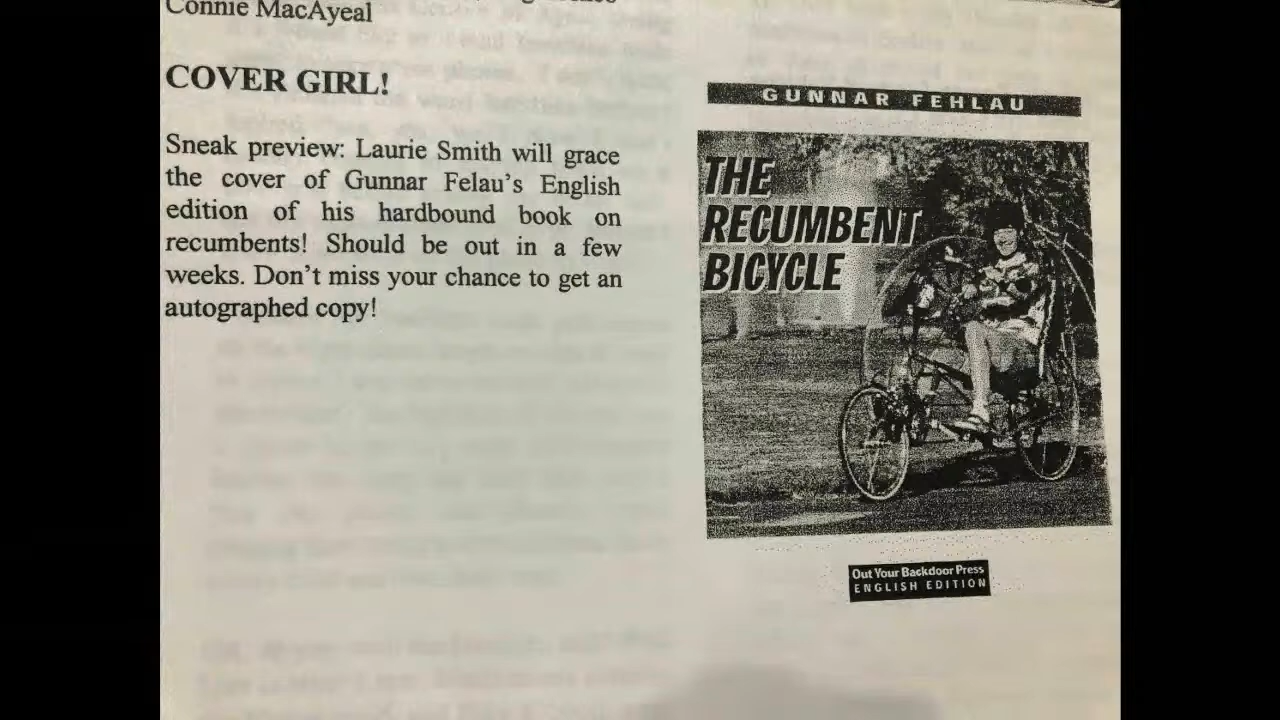 Connie MacAyeal
COVER GIRL!
Sneak preview: Laurie Smith will grace
the cover of Gunnar Felau's English
edition of his hardbound book on
recumbents! Should be out in a few
weeks. Don't miss your chance to get an
autographed copy!
GUNNAR FEHLAU
THE
RECUMBENT
BICYCLE
Out Your Backdoor Press
ENGLISH EDITION